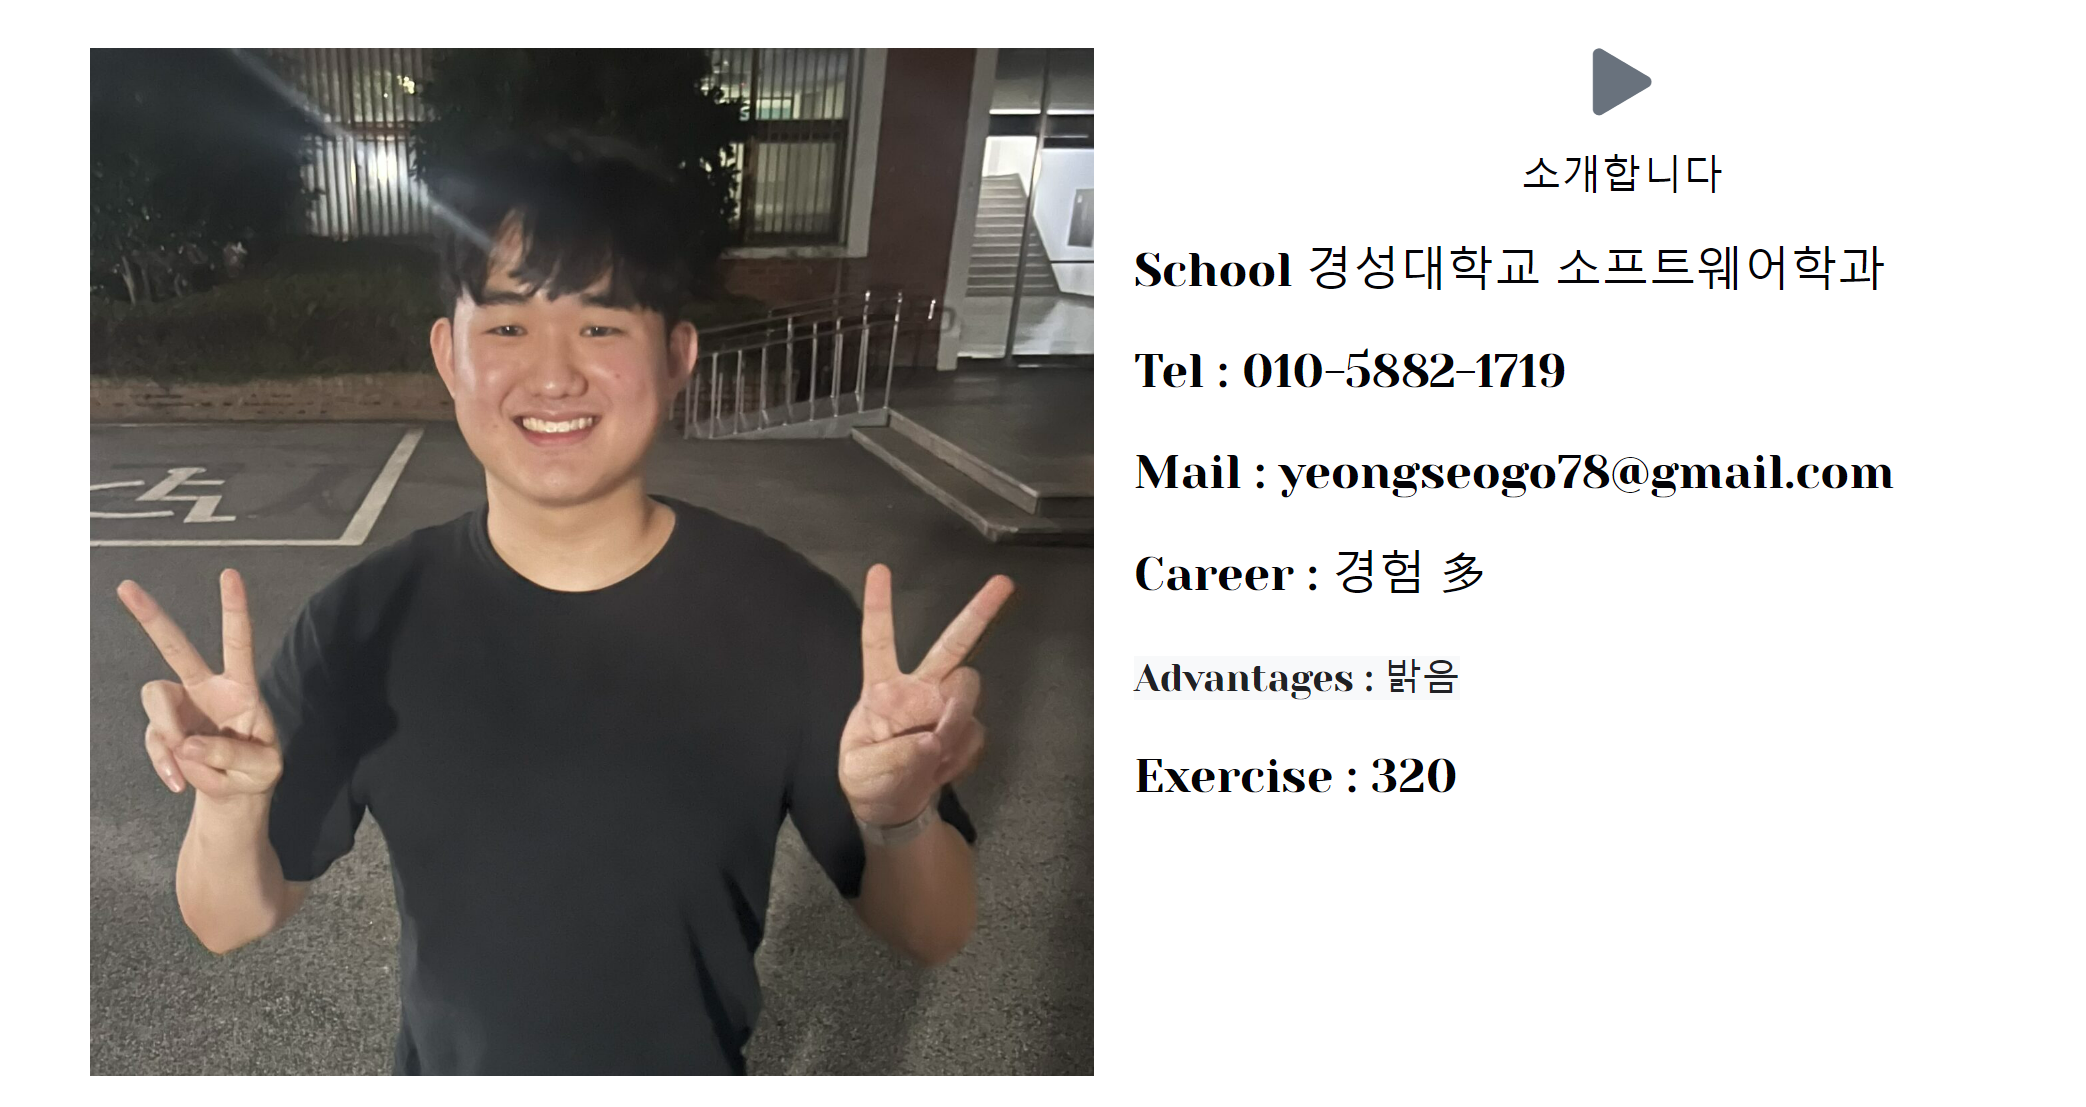 소개합니다
School 경성대학교 소프트웨어학과
Tel : 010-5882-1719
Mail : yeongseogo78@gmail.com
Career : 경험 多
Advantages : 밝음
Exercise : 320